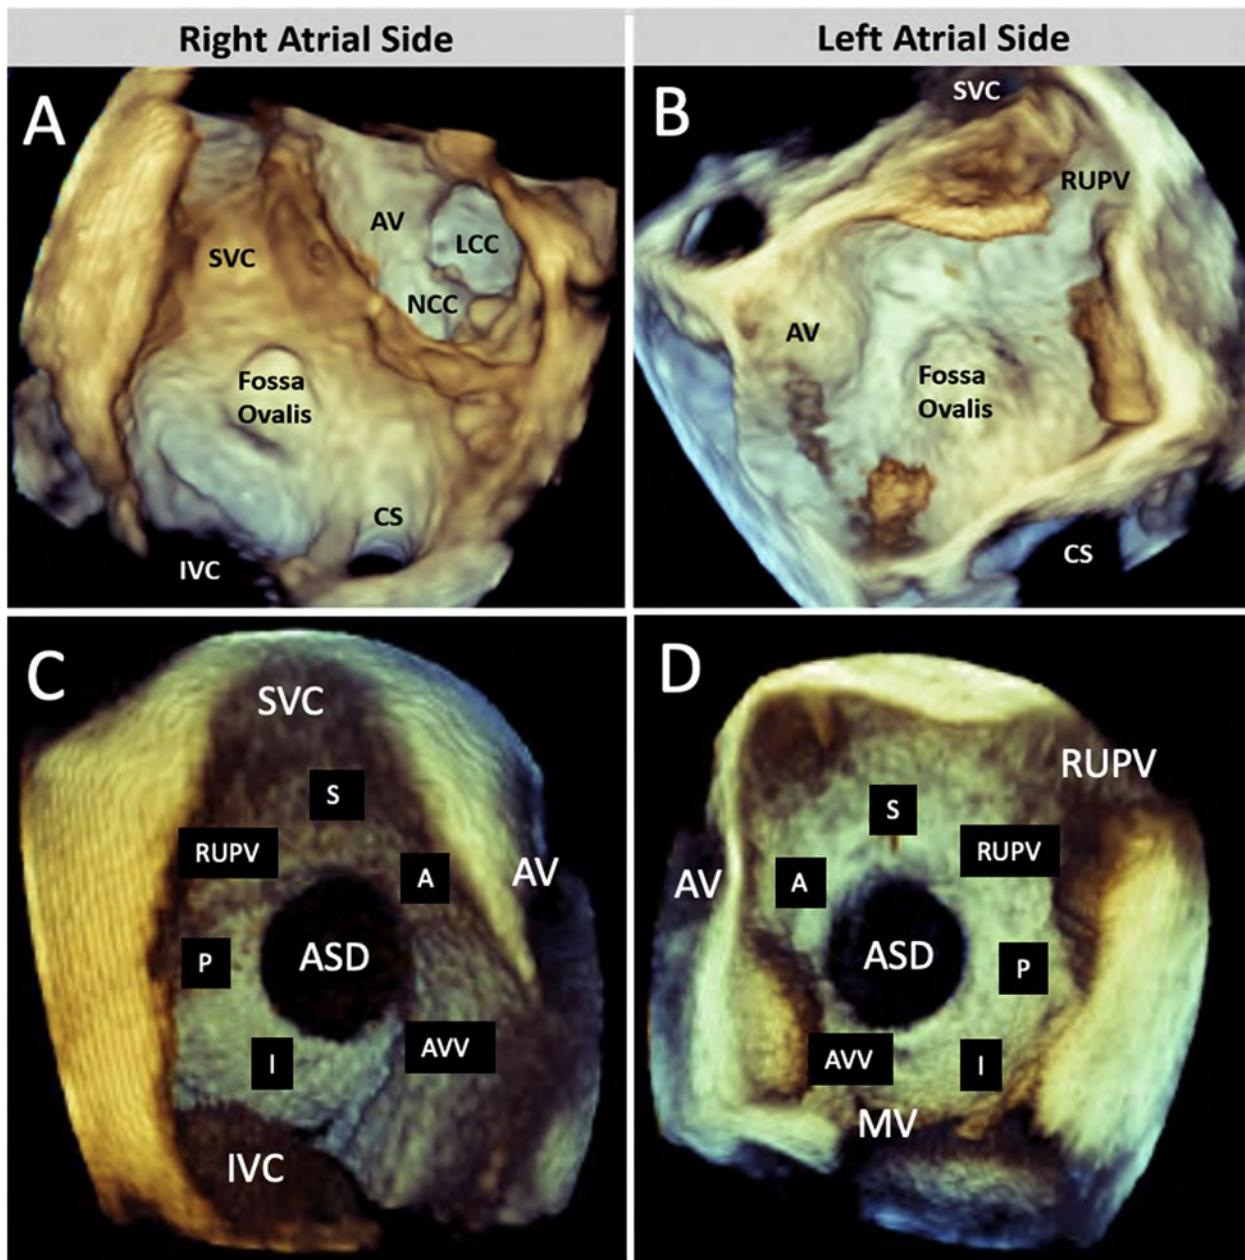 Right Atrial Side
Left Atrial Side
A
AV
LCC
SVC
NCC
Fossa
Ovalis
CS
IVC
B
SVC
RUPV
AV
Fossa
Ovalis
CS
C
SVC
S
RUPV
A
AV
P
ASD
I
AVV
IVC
D
RUPV
S
RUPV
AV
A
ASD
P
AVV
I
MV